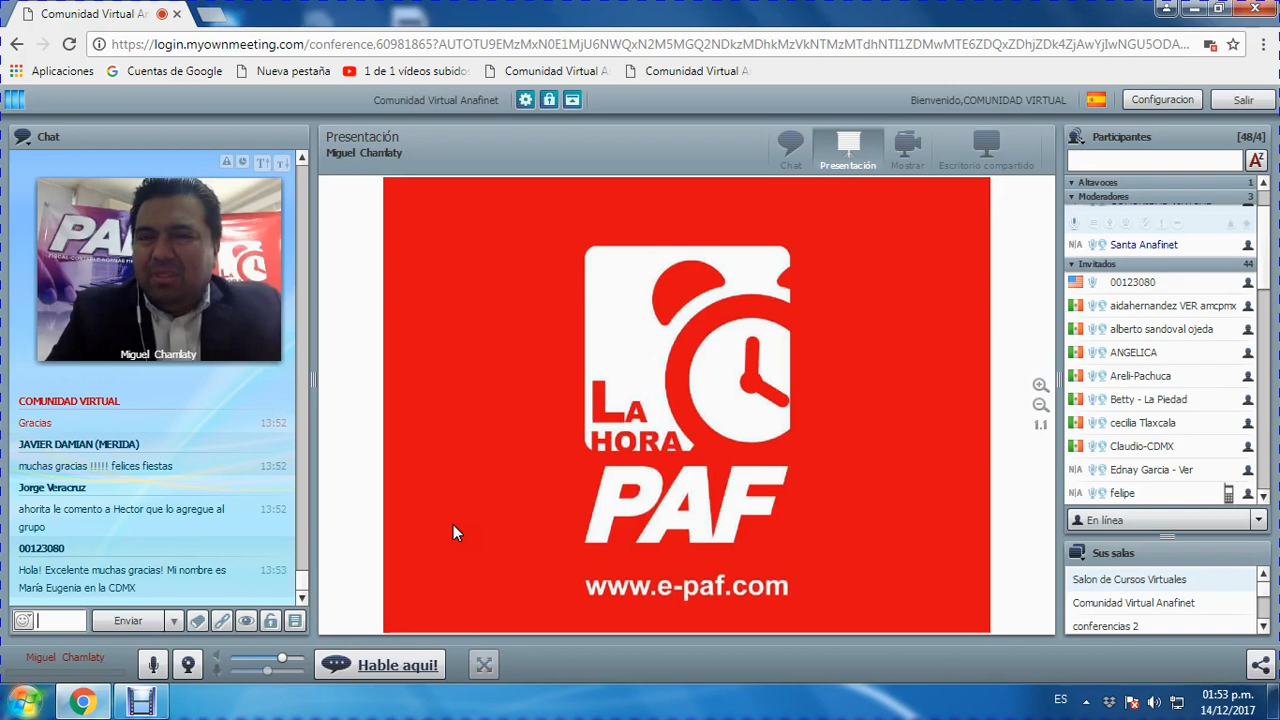 Comunidad Virtual Anafin
https://login.myownmeeting.com/conference,60981865?AUTOTU9EMzMxN0E1MjU6NWQxN2M5MGQ2NDkzMDhkMzVkNTMzMTdhNTI1ZDMwMTE6ZDQxZDhjZDk4ZjAwYjIwNGU5ODA...
Aplicaciones
Cuentas de Google
Nueva pestaña
1 de 1 vídeos subidos
Comunidad Virtual A
Comunidad Virtual A
Comunidad Virtual Anafinet
Bienvenido,COMUNIDAD VIRTUAL
Configuracion
Salir
Chat
PAF
Miguel Chamlaty
COMUNIDAD VIRTUAL
Gracias 13:52
JAVIER DAMIAN (MERIDA)
muchas gracias !!!!! felices fiestas 13:52
Jorge Veracruz
ahorita le comento a Hector que lo agregue al 13:52
grupo
00123080
Hola! Excelente muchas gracias! Mi nombre es 13:53
María Eugenia en la CDMX
Enviar
Presentación
Miguel Chamlaty
Chat
Presentación
Mostrar
Escritorio compartido
LA
HORA
PAF
www.e-paf.com
1.1
Participantes [48/4]
Altavoces 1
Moderadores 3
N/A Santa Anafinet
Invitados 44
00123080
aidahernandez VER amcpmx
alberto sandoval ojeda
ANGELICA
Areli-Pachuca
Betty - La Piedad
cecilia Tlaxcala
Claudio-CDMX
N/A Ednay Garcia - Ver
N/A felipe
En línea
Sus salas
Salon de Cursos Virtuales
Comunidad Virtual Anafinet
conferencias 2
Miguel Chamlaty
Hable aqui!
ES
01:53 p.m.
14/12/2017